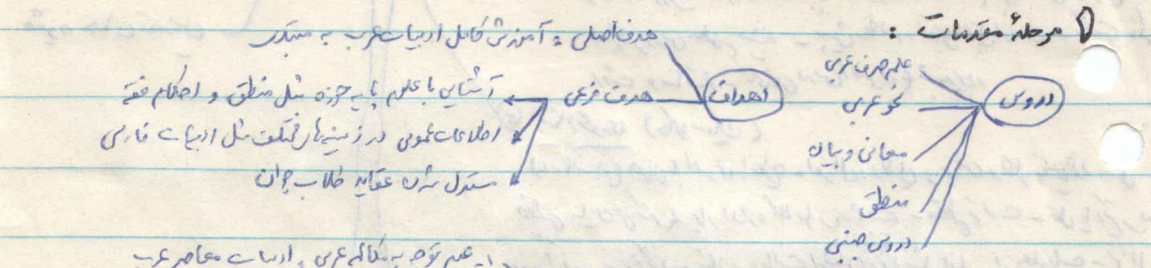 ① مرحلهٔ مقدمات :
دروس
علم صرف عربی
نحو عربی
معانی و بیان
منطق
دروس جنبی
اهداف
هدف اصلی : آموزش کامل ادبیات عرب به مبتدی
هدف فرعی
آشنایی با علوم پایه حوزه مثل منطق و احکام فقه
اطلاعات عمومی در زمینه‌های مختلف مثل ادبیات فارسی
مستدل شدن عقاید طلاب جوان
۱- عدم توجه به مکالمه عربی و ادبیات معاصر عرب